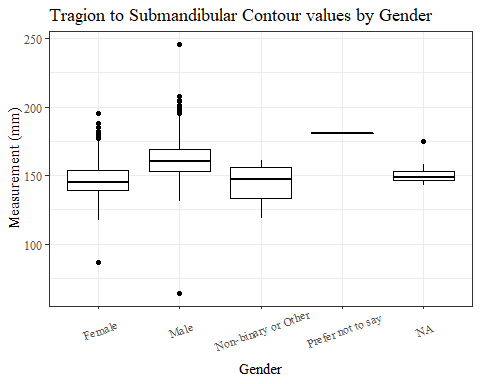 Tragion to Submandibular Contour values by Gender
250
200
150
100
Measurement (mm)
Female
Male
Non-binary or Other
Prefer not to say
NA
Gender